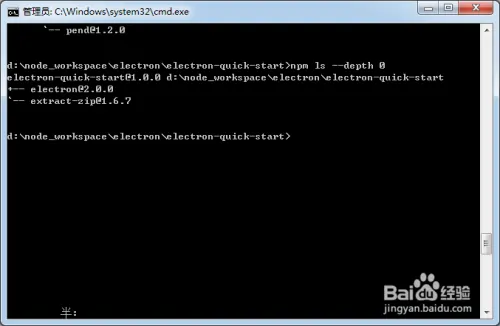 管理员: C:\Windows\system32\cmd.exe
`-- pend@1.2.0
d:\node_workspace\electron\electron-quick-start>npm ls --depth 0
electron-quick-start@1.0.0 d:\node_workspace\electron\electron-quick-start
+-- electron@2.0.0
`-- extract-zip@1.6.7
d:\node_workspace\electron\electron-quick-start>
Baidu经验
jingyan.baidu.com
半: